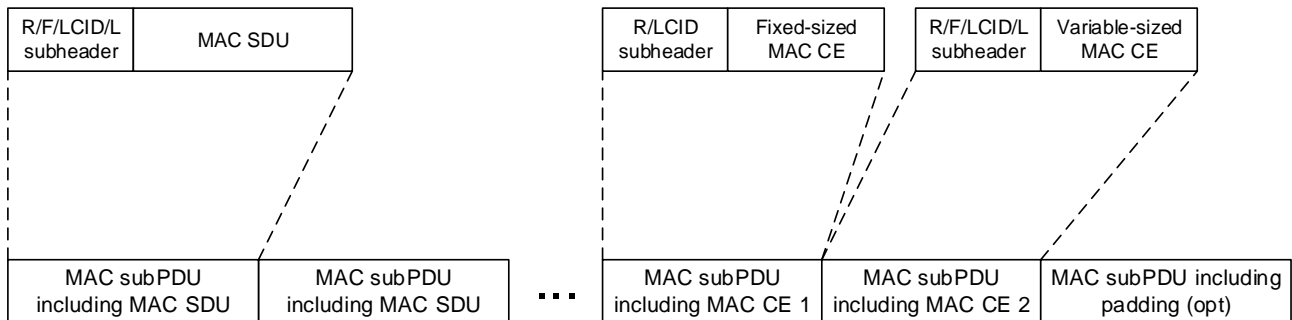 R/F/LCID/L
subheader
MAC SDU
R/LCID
subheader
Fixed-sized
MAC CE
R/F/LCID/L
subheader
Variable-sized
MAC CE
MAC subPDU
including MAC SDU
MAC subPDU
including MAC SDU
...
MAC subPDU
including MAC CE 1
MAC subPDU
including MAC CE 2
MAC subPDU including
padding (opt)